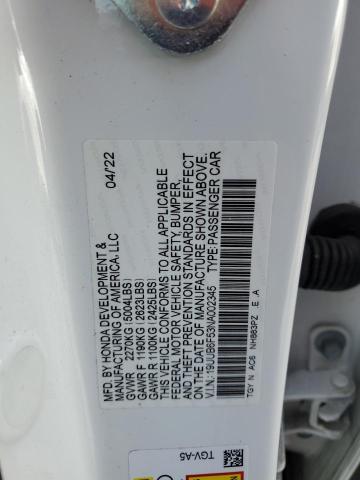 MFD. BY HONDA DEVELOPMENT & 04/22
MANUFACTURING OF AMERICA, LLC
GVWR 2270KG (5004LBS)
GAWR F 1190KG (2623LBS)
GAWR R 1100KG (2425LBS)
THIS VEHICLE CONFORMS TO ALL APPLICABLE
FEDERAL MOTOR VEHICLE SAFETY, BUMPER,
AND THEFT PREVENTION STANDARDS IN EFFECT
ON THE DATE OF MANUFACTURE SHOWN ABOVE.
V.I.N.:19UUB6F53NA002345 TYPE:PASSENGER CAR
TGY N AC6 NH883PZ E A
TGV-A5